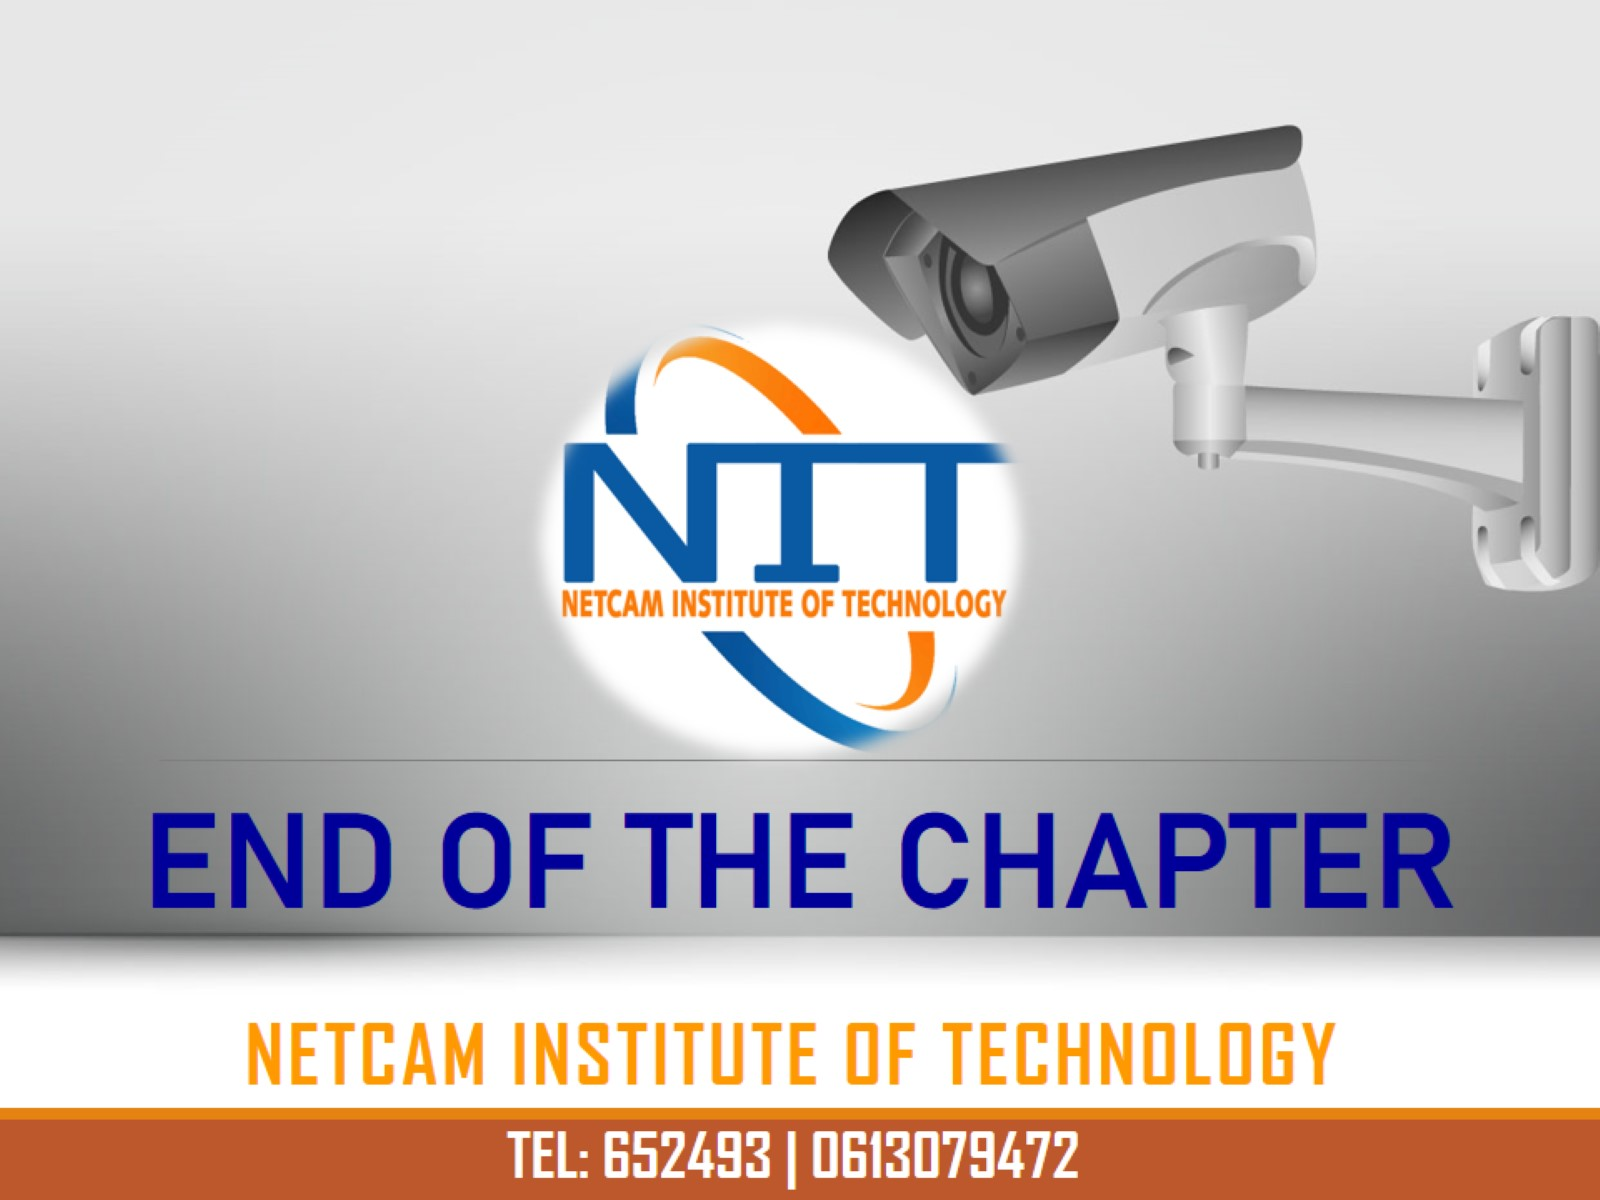 NIT
NETCAM INSTITUTE OF TECHNOLOGY
END OF THE CHAPTER
NETCAM INSTITUTE OF TECHNOLOGY
TEL: 652493 | 0613079472